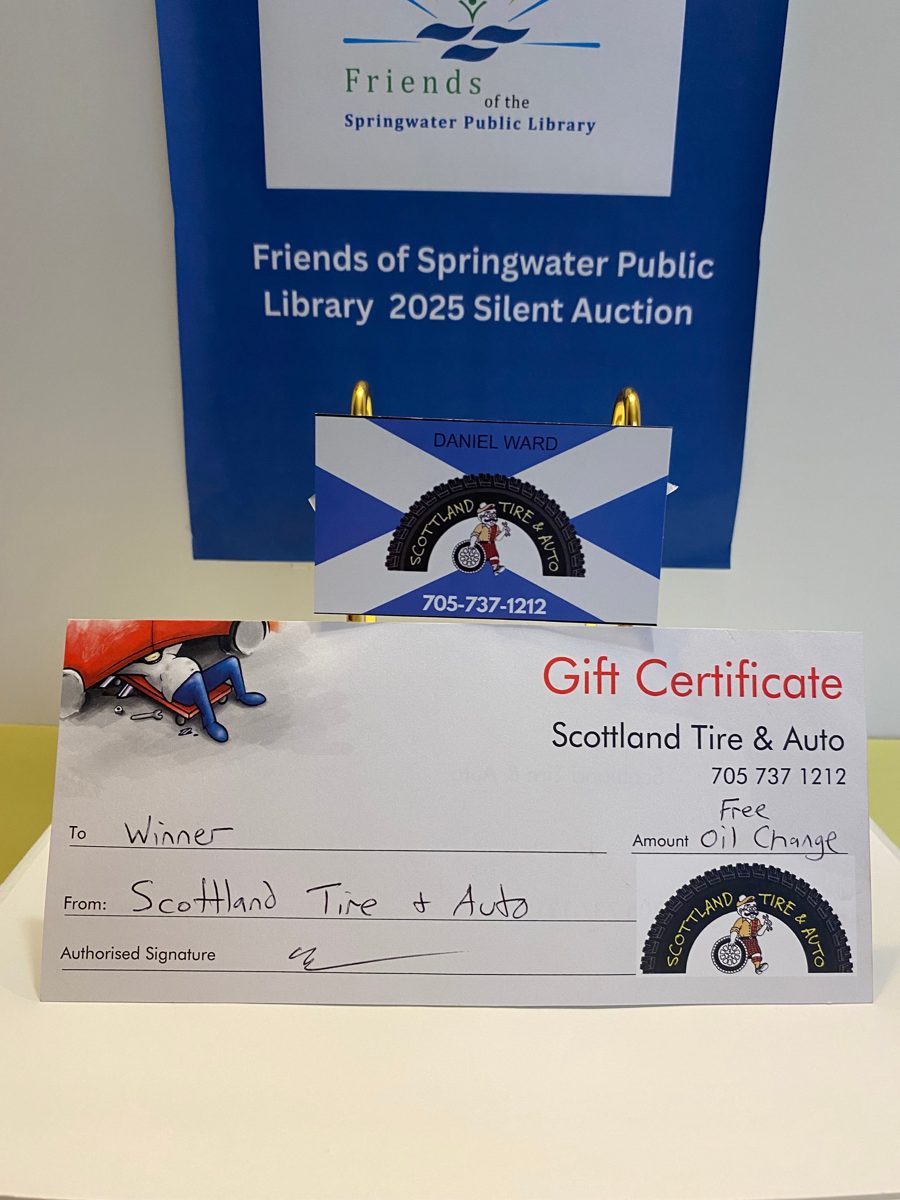 Friends
of the
Springwater Public Library
Friends of Springwater Public
Library 2025 Silent Auction
DANIEL WARD
SCOTTLAND TIRE & AUTO
705-737-1212
Gift Certificate
Scottland Tire & Auto
705 737 1212
To Winner
Free
Amount Oil Change
From: Scottland Tire & Auto
Authorised Signature
SCOTTLAND TIRE & AUTO